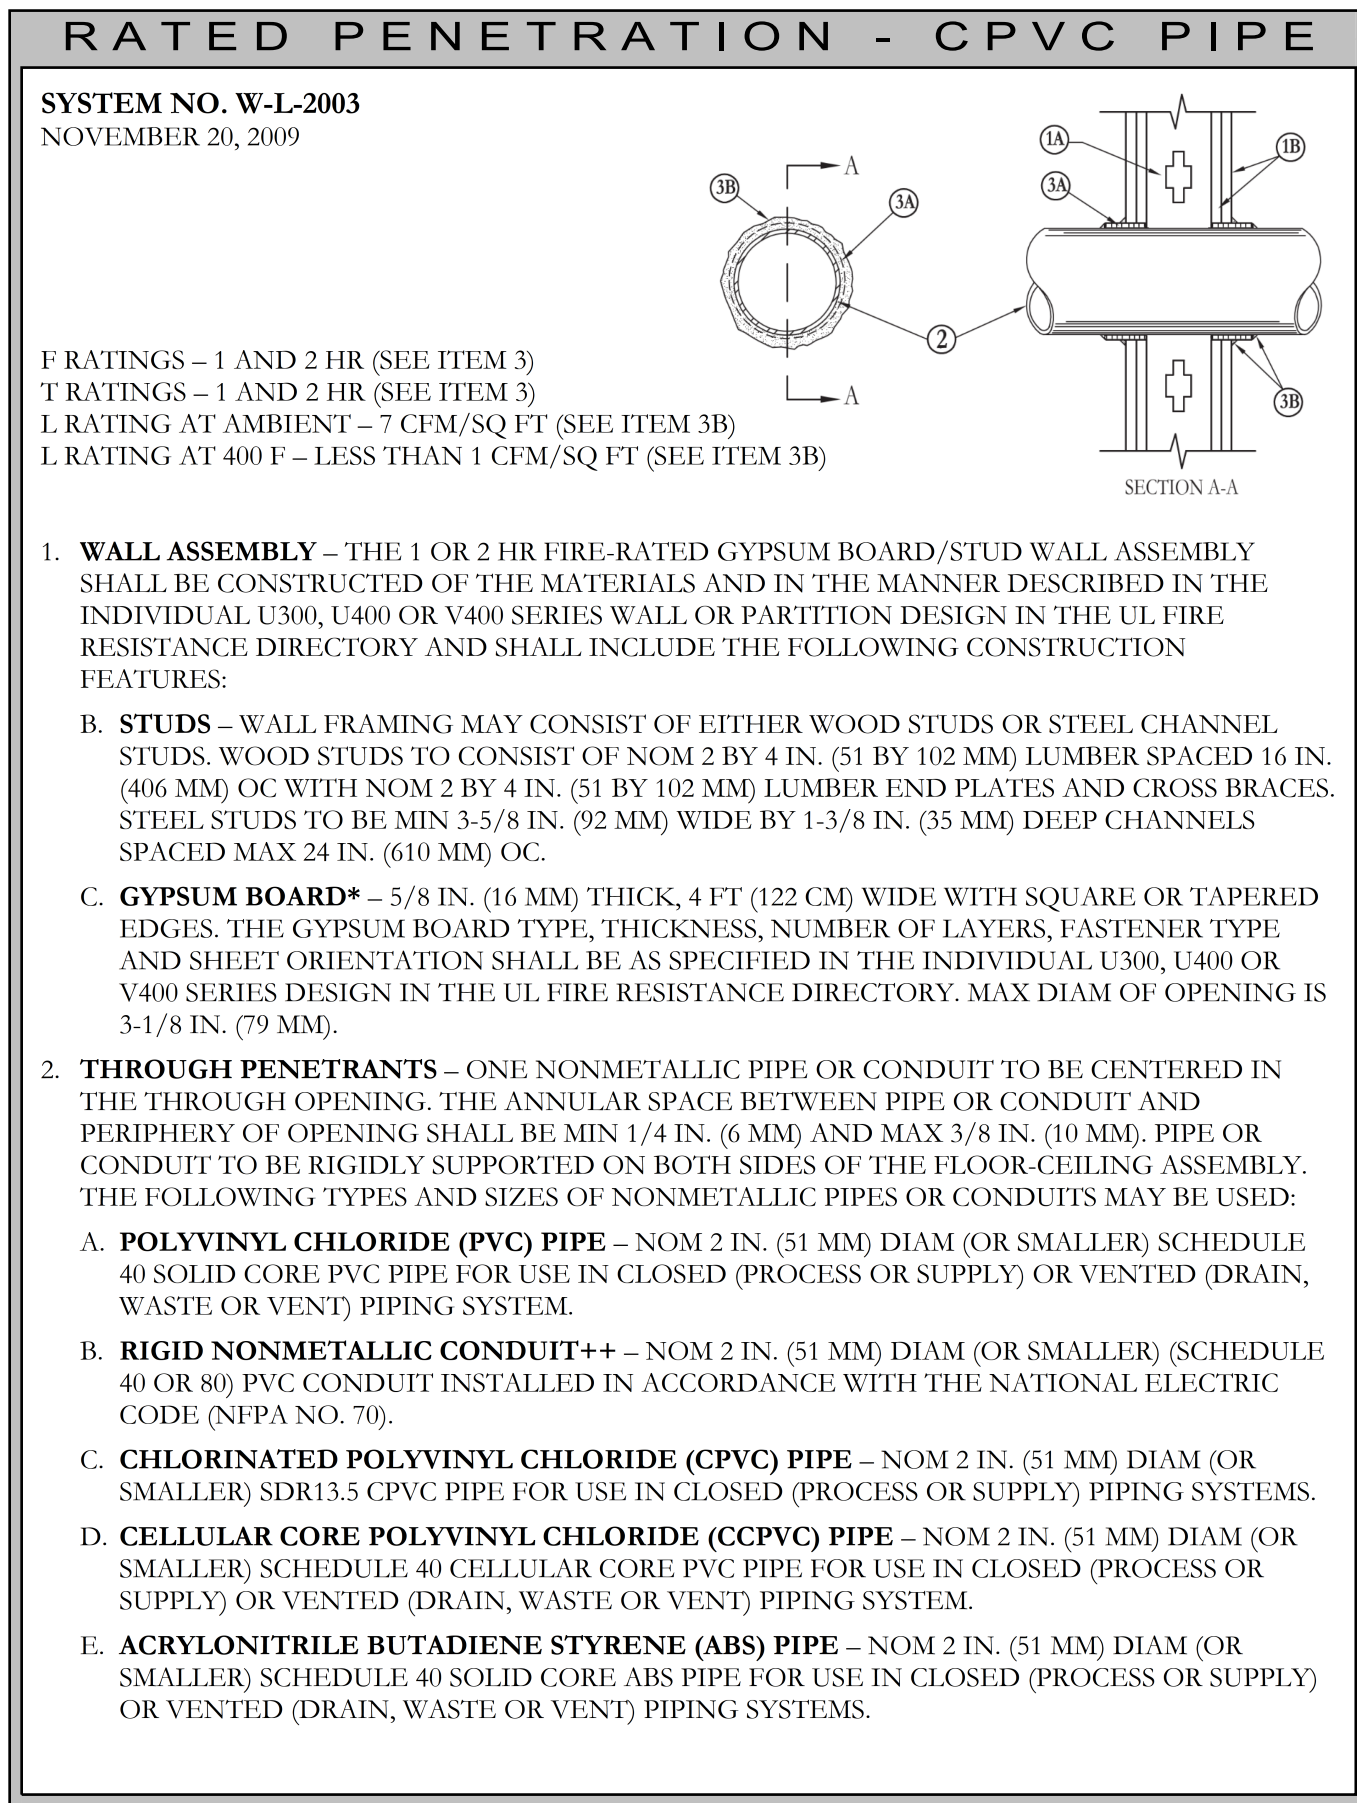 RATED PENETRATION - CPVC PIPE
SYSTEM NO. W-L-2003
NOVEMBER 20, 2009
A
3B
3A
2
A
1A
1B
3A
3B
SECTION A-A
F RATINGS – 1 AND 2 HR (SEE ITEM 3)
T RATINGS – 1 AND 2 HR (SEE ITEM 3)
L RATING AT AMBIENT – 7 CFM/SQ FT (SEE ITEM 3B)
L RATING AT 400 F – LESS THAN 1 CFM/SQ FT (SEE ITEM 3B)
1. WALL ASSEMBLY – THE 1 OR 2 HR FIRE-RATED GYPSUM BOARD/STUD WALL ASSEMBLY
SHALL BE CONSTRUCTED OF THE MATERIALS AND IN THE MANNER DESCRIBED IN THE
INDIVIDUAL U300, U400 OR V400 SERIES WALL OR PARTITION DESIGN IN THE UL FIRE
RESISTANCE DIRECTORY AND SHALL INCLUDE THE FOLLOWING CONSTRUCTION
FEATURES:
B. STUDS – WALL FRAMING MAY CONSIST OF EITHER WOOD STUDS OR STEEL CHANNEL
STUDS. WOOD STUDS TO CONSIST OF NOM 2 BY 4 IN. (51 BY 102 MM) LUMBER SPACED 16 IN.
(406 MM) OC WITH NOM 2 BY 4 IN. (51 BY 102 MM) LUMBER END PLATES AND CROSS BRACES.
STEEL STUDS TO BE MIN 3-5/8 IN. (92 MM) WIDE BY 1-3/8 IN. (35 MM) DEEP CHANNELS
SPACED MAX 24 IN. (610 MM) OC.
C. GYPSUM BOARD* – 5/8 IN. (16 MM) THICK, 4 FT (122 CM) WIDE WITH SQUARE OR TAPERED
EDGES. THE GYPSUM BOARD TYPE, THICKNESS, NUMBER OF LAYERS, FASTENER TYPE
AND SHEET ORIENTATION SHALL BE AS SPECIFIED IN THE INDIVIDUAL U300, U400 OR
V400 SERIES DESIGN IN THE UL FIRE RESISTANCE DIRECTORY. MAX DIAM OF OPENING IS
3-1/8 IN. (79 MM).
2. THROUGH PENETRANTS – ONE NONMETALLIC PIPE OR CONDUIT TO BE CENTERED IN
THE THROUGH OPENING. THE ANNULAR SPACE BETWEEN PIPE OR CONDUIT AND
PERIPHERY OF OPENING SHALL BE MIN 1/4 IN. (6 MM) AND MAX 3/8 IN. (10 MM). PIPE OR
CONDUIT TO BE RIGIDLY SUPPORTED ON BOTH SIDES OF THE FLOOR-CEILING ASSEMBLY.
THE FOLLOWING TYPES AND SIZES OF NONMETALLIC PIPES OR CONDUITS MAY BE USED:
A. POLYVINYL CHLORIDE (PVC) PIPE – NOM 2 IN. (51 MM) DIAM (OR SMALLER) SCHEDULE
40 SOLID CORE PVC PIPE FOR USE IN CLOSED (PROCESS OR SUPPLY) OR VENTED (DRAIN,
WASTE OR VENT) PIPING SYSTEM.
B. RIGID NONMETALLIC CONDUIT++ – NOM 2 IN. (51 MM) DIAM (OR SMALLER) (SCHEDULE
40 OR 80) PVC CONDUIT INSTALLED IN ACCORDANCE WITH THE NATIONAL ELECTRIC
CODE (NFPA NO. 70).
C. CHLORINATED POLYVINYL CHLORIDE (CPVC) PIPE – NOM 2 IN. (51 MM) DIAM (OR
SMALLER) SDR13.5 CPVC PIPE FOR USE IN CLOSED (PROCESS OR SUPPLY) PIPING SYSTEMS.
D. CELLULAR CORE POLYVINYL CHLORIDE (CCPVC) PIPE – NOM 2 IN. (51 MM) DIAM (OR
SMALLER) SCHEDULE 40 CELLULAR CORE PVC PIPE FOR USE IN CLOSED (PROCESS OR
SUPPLY) OR VENTED (DRAIN, WASTE OR VENT) PIPING SYSTEM.
E. ACRYLONITRILE BUTADIENE STYRENE (ABS) PIPE – NOM 2 IN. (51 MM) DIAM (OR
SMALLER) SCHEDULE 40 SOLID CORE ABS PIPE FOR USE IN CLOSED (PROCESS OR SUPPLY)
OR VENTED (DRAIN, WASTE OR VENT) PIPING SYSTEMS.